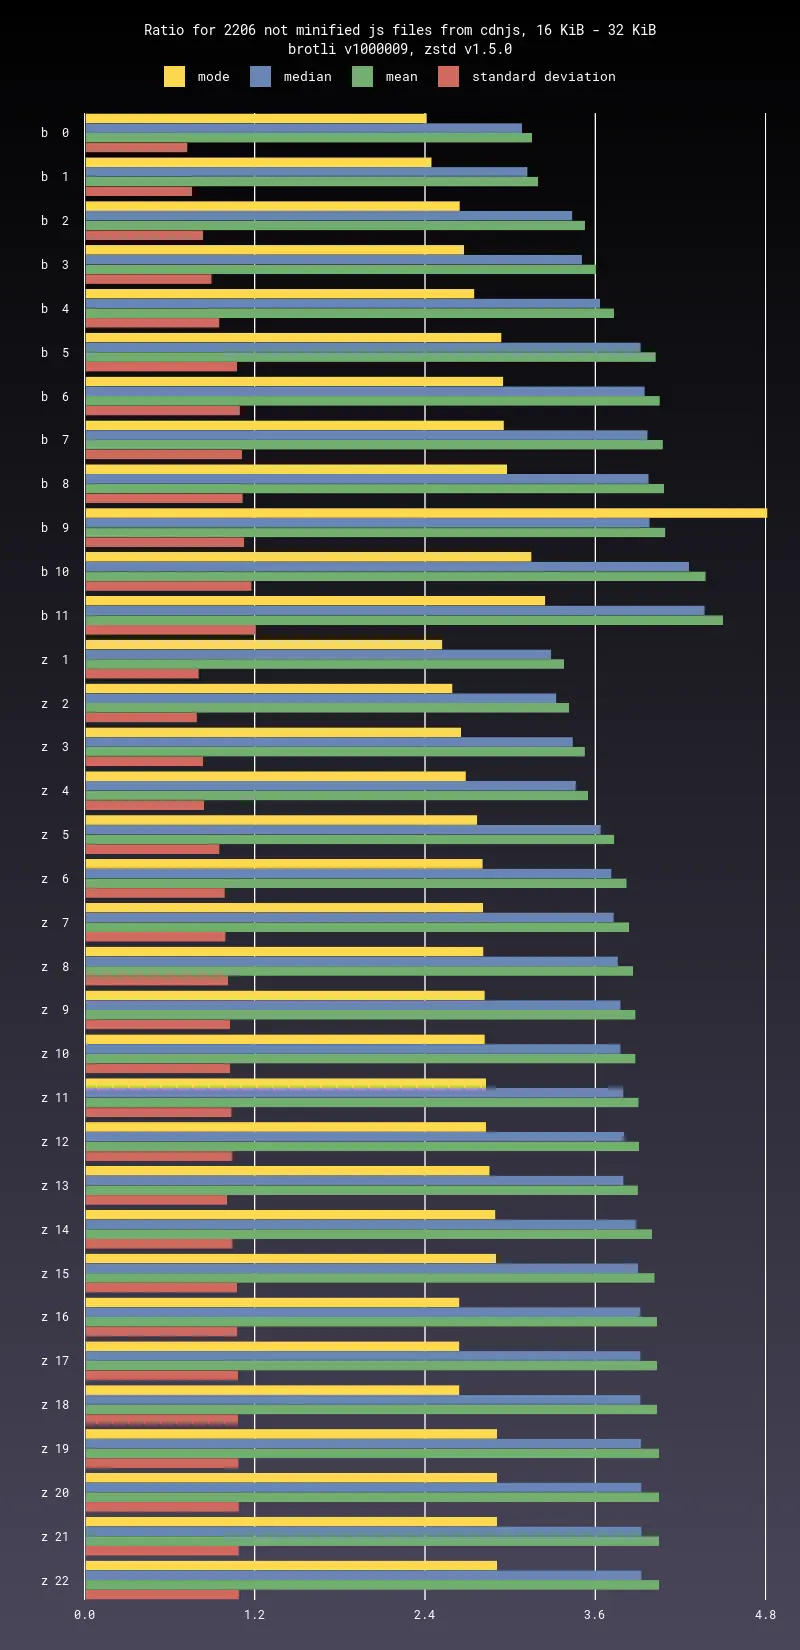 Ratio for 2206 not minified js files from cdnjs, 16 KiB - 32 KiB
brotli v1000009, zstd v1.5.0
mode median mean standard deviation
b 0
b 1
b 2
b 3
b 4
b 5
b 6
b 7
b 8
b 9
b 10
b 11
z 1
z 2
z 3
z 4
z 5
z 6
z 7
z 8
z 9
z 10
z 11
z 12
z 13
z 14
z 15
z 16
z 17
z 18
z 19
z 20
z 21
z 22
0.0 1.2 2.4 3.6 4.8